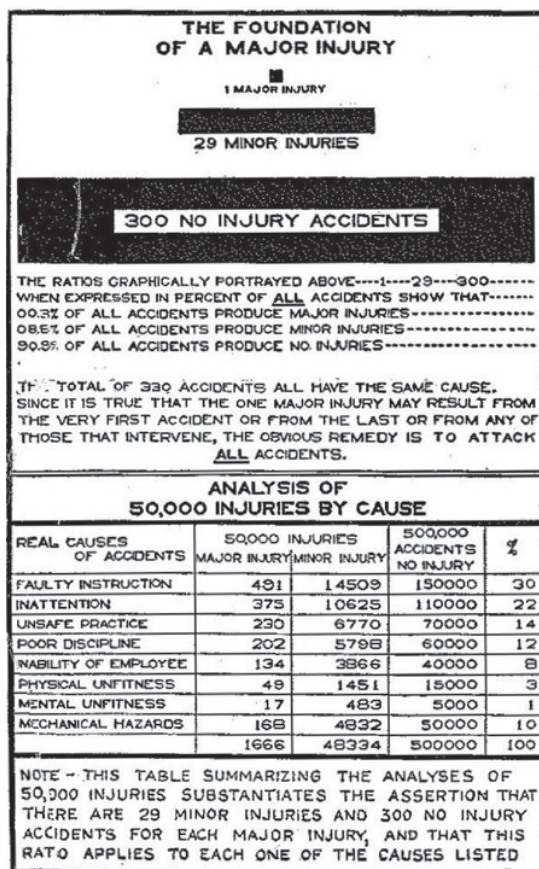 THE FOUNDATION
OF A MAJOR INJURY
1 MAJOR INJURY
29 MINOR INJURIES
300 NO INJURY ACCIDENTS
THE RATIOS GRAPHICALLY PORTRAYED ABOVE----1----29----300------
WHEN EXPRESSED IN PERCENT OF ALL ACCIDENTS SHOW THAT-------
00.3% OF ALL ACCIDENTS PRODUCE MAJOR INJURIES---------------
08.8% OF ALL ACCIDENTS PRODUCE MINOR INJURIES---------------
90.9% OF ALL ACCIDENTS PRODUCE NO INJURIES-----------------
THE TOTAL OF 330 ACCIDENTS ALL HAVE THE SAME CAUSE.
SINCE IT IS TRUE THAT THE ONE MAJOR INJURY MAY RESULT FROM
THE VERY FIRST ACCIDENT OR FROM THE LAST OR FROM ANY OF
THOSE THAT INTERVENE, THE OBVIOUS REMEDY IS TO ATTACK
ALL ACCIDENTS.
ANALYSIS OF
50,000 INJURIES BY CAUSE
REAL CAUSES OF ACCIDENTS 50,000 INJURIES MAJOR INJURY MINOR INJURY 500,000 ACCIDENTS NO INJURY %
FAULTY INSTRUCTION 491 14509 150000 30
INATTENTION 375 10625 110000 22
UNSAFE PRACTICE 230 6770 70000 14
POOR DISCIPLINE 202 5798 60000 12
INABILITY OF EMPLOYEE 134 3866 40000 8
PHYSICAL UNFITNESS 49 1451 15000 3
MENTAL UNFITNESS 17 483 5000 1
MECHANICAL HAZARDS 168 4832 50000 10
1666 48334 500000 100
NOTE - THIS TABLE SUMMARIZING THE ANALYSES OF
50,000 INJURIES SUBSTANTIATES THE ASSERTION THAT
THERE ARE 29 MINOR INJURIES AND 300 NO INJURY
ACCIDENTS FOR EACH MAJOR INJURY, AND THAT THIS
RATIO APPLIES TO EACH ONE OF THE CAUSES LISTED